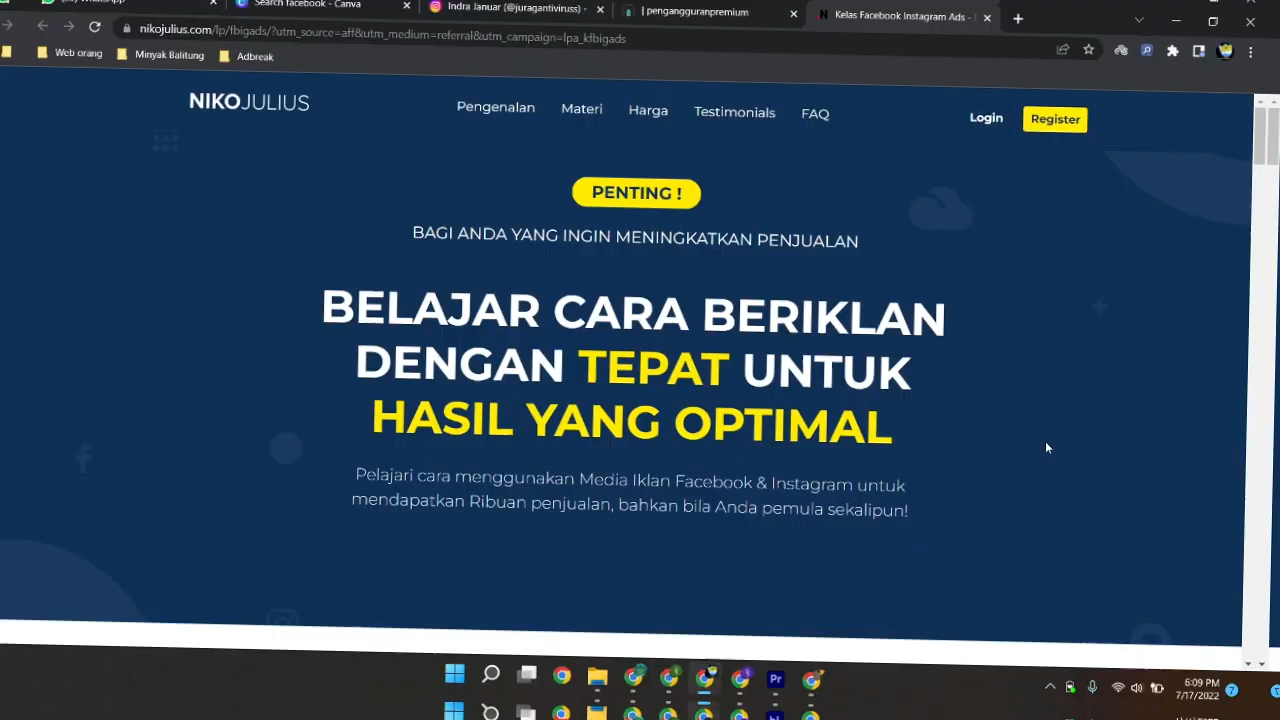 WhatsApp
Search facebook - Canva
Indra Januar (@juragantiviruss) -
| pengangguranpremium
Kelas Facebook Instagram Ads -
nikojulius.com/lp/fbigads/?utm_source=aff&utm_medium=referral&utm_campaign=lpa_kfbigads
Web orang
Minyak Balitung
Adbreak
NIKOJULIUS
Pengenalan
Materi
Harga
Testimonials
FAQ
Login
Register
PENTING !
BAGI ANDA YANG INGIN MENINGKATKAN PENJUALAN
BELAJAR CARA BERIKLAN
DENGAN TEPAT UNTUK
HASIL YANG OPTIMAL
Pelajari cara menggunakan Media Iklan Facebook & Instagram untuk
mendapatkan Ribuan penjualan, bahkan bila Anda pemula sekalipun!
Pr
6:09 PM
7/17/2022
7